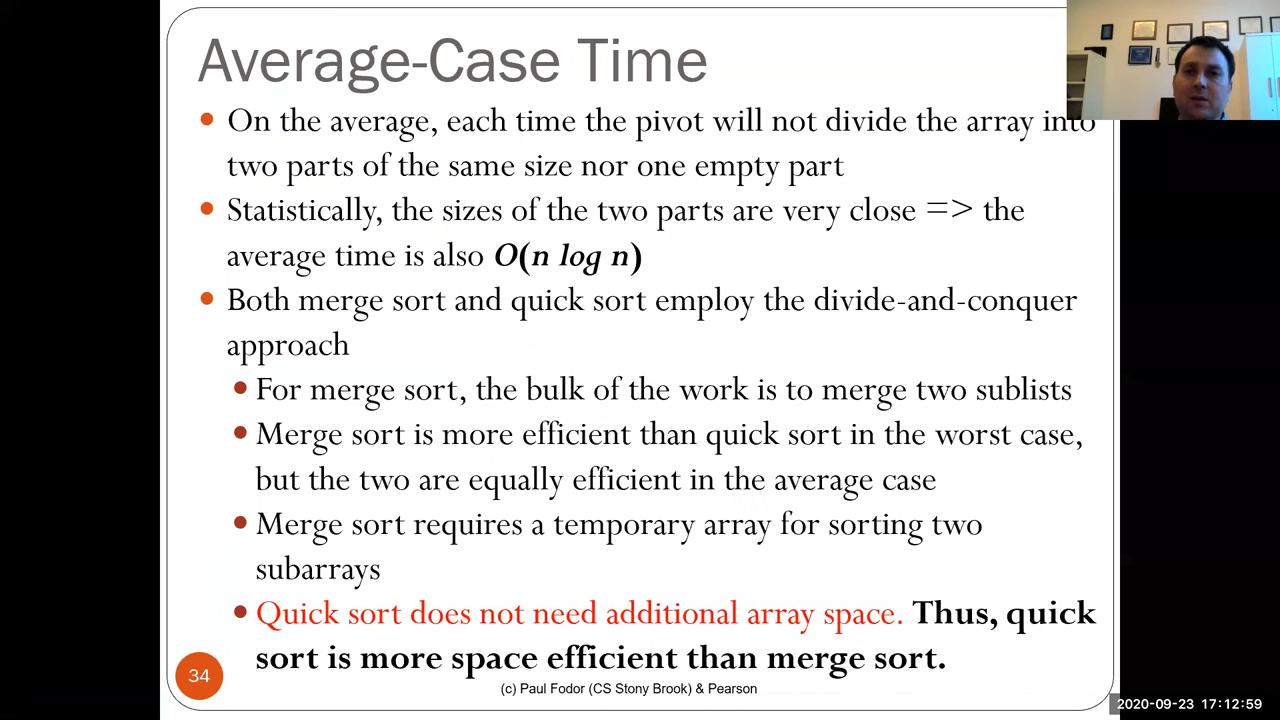 Average-Case Time
On the average, each time the pivot will not divide the array into
two parts of the same size nor one empty part
Statistically, the sizes of the two parts are very close => the
average time is also O(n log n)
Both merge sort and quick sort employ the divide-and-conquer
approach
For merge sort, the bulk of the work is to merge two sublists
Merge sort is more efficient than quick sort in the worst case,
but the two are equally efficient in the average case
Merge sort requires a temporary array for sorting two
subarrays
Quick sort does not need additional array space. Thus, quick
sort is more space efficient than merge sort.
34
(c) Paul Fodor (CS Stony Brook) & Pearson
2020-09-23 17:12:59